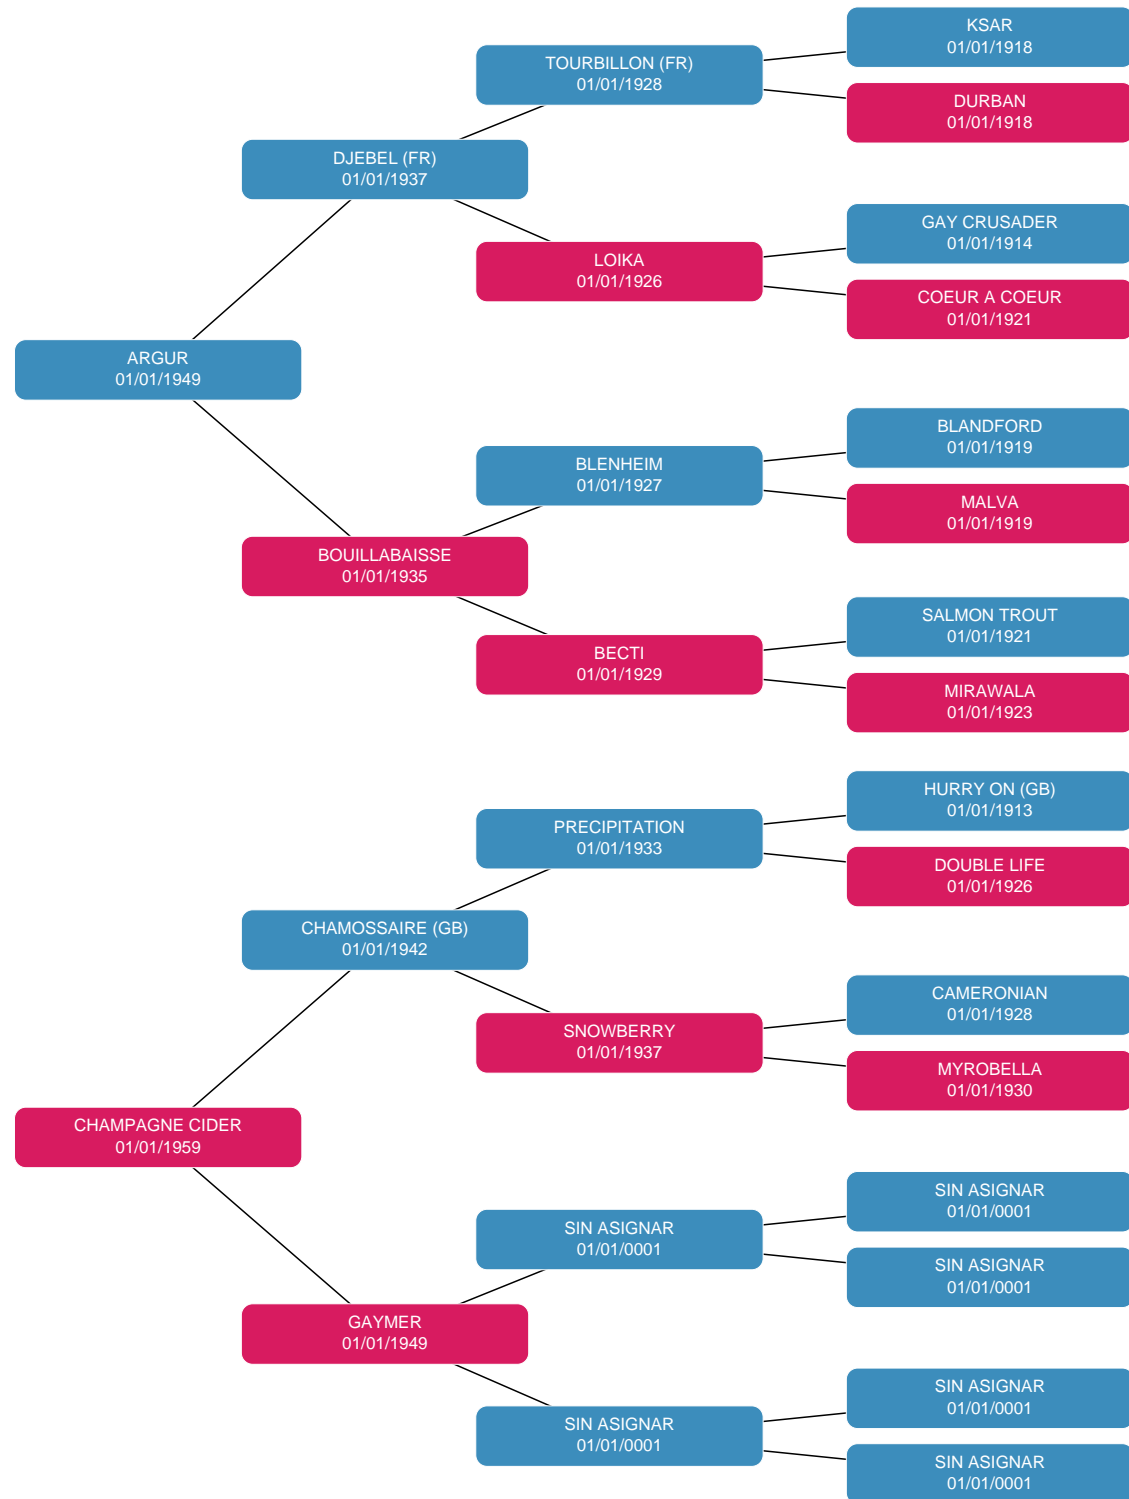 KSAR
01/01/1918
TOURBILLON (FR)
01/01/1928
DURBAN
01/01/1918
DJEBEL (FR)
01/01/1937
GAY CRUSADER
01/01/1914
LOIKA
01/01/1926
COEUR A COEUR
01/01/1921
ARGUR
01/01/1949
BLANDFORD
01/01/1919
BLENHEIM
01/01/1927
MALVA
01/01/1919
BOUILLABAISSE
01/01/1935
SALMON TROUT
01/01/1921
BECTI
01/01/1929
MIRAWALA
01/01/1923
HURRY ON (GB)
01/01/1913
PRECIPITATION
01/01/1933
DOUBLE LIFE
01/01/1926
CHAMOSSAIRE (GB)
01/01/1942
CAMERONIAN
01/01/1928
SNOWBERRY
01/01/1937
MYROBELLA
01/01/1930
CHAMPAGNE CIDER
01/01/1959
SIN ASIGNAR
01/01/0001
SIN ASIGNAR
01/01/0001
SIN ASIGNAR
01/01/0001
GAYMER
01/01/1949
SIN ASIGNAR
01/01/0001
SIN ASIGNAR
01/01/0001
SIN ASIGNAR
01/01/0001